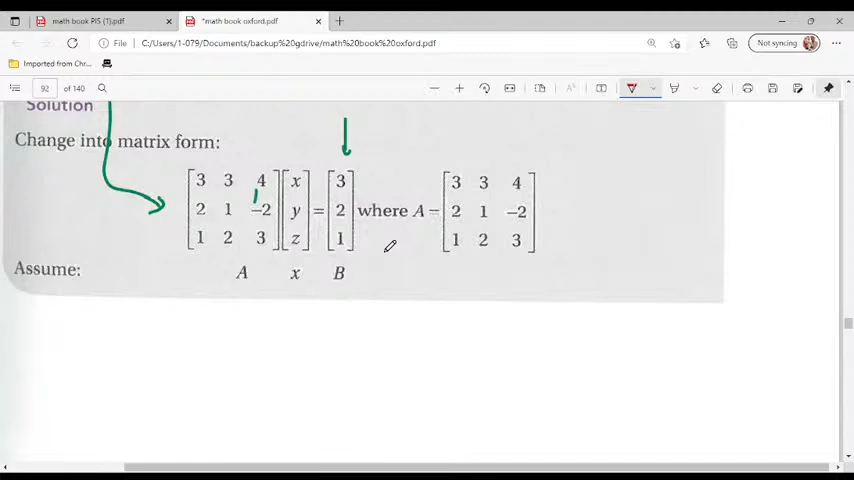 math book PIS (1).pdf
*math book oxford.pdf
File
C:/Users/1-079/Documents/backup%20gdrive/math%20book%20oxford.pdf
Not syncing
Imported from Chr...
92 of 140
Solution
Change into matrix form:
3 3 4 x 3 3 3 4
2 1 -2 y = 2 where A = 2 1 -2
1 2 3 z 1 1 2 3
Assume: A x B